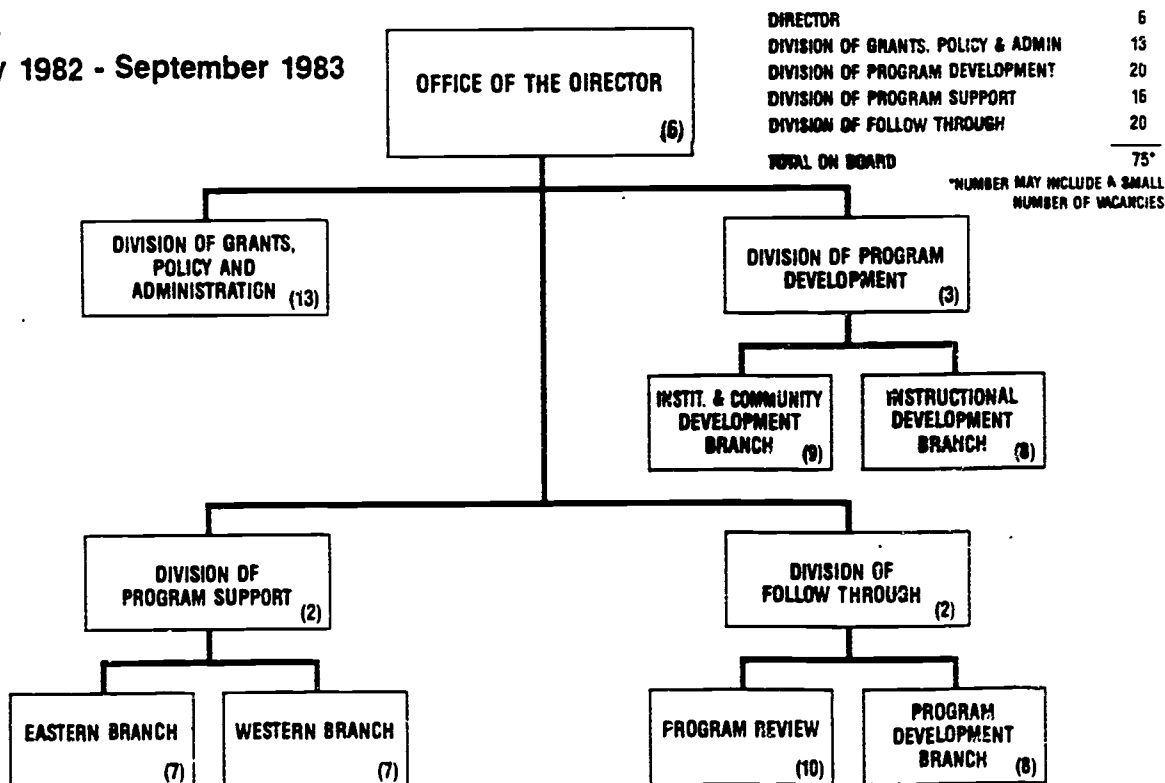 y 1982 - September 1983
DIRECTOR 6
DIVISION OF GRANTS, POLICY & ADMIN 13
DIVISION OF PROGRAM DEVELOPMENT 20
DIVISION OF PROGRAM SUPPORT 16
DIVISION OF FOLLOW THROUGH 20
TOTAL ON BOARD 75*
*NUMBER MAY INCLUDE A SMALL
NUMBER OF VACANCIES
OFFICE OF THE DIRECTOR
(6)
DIVISION OF GRANTS,
POLICY AND
ADMINISTRATION (13)
DIVISION OF PROGRAM
DEVELOPMENT
(3)
INSTIT. & COMMUNITY
DEVELOPMENT
BRANCH (9)
INSTRUCTIONAL
DEVELOPMENT
BRANCH (8)
DIVISION OF
PROGRAM SUPPORT
(2)
DIVISION OF
FOLLOW THROUGH
(2)
EASTERN BRANCH
(7)
WESTERN BRANCH
(7)
PROGRAM REVIEW
(10)
PROGRAM
DEVELOPMENT
BRANCH (8)